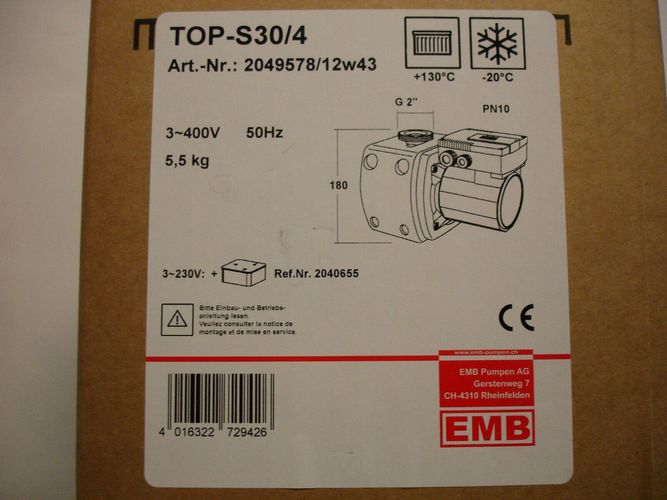 TOP-S30/4
Art.-Nr.: 2049578/12w43
+130°C
-20°C
3~400V 50Hz
5,5 kg
G 2"
PN10
180
3~230V: + Ref.Nr. 2040655
Bitte Einbau- und Betriebs-
anleitung lesen.
Veuillez consulter la notice de
montage et de mise en service.
CE
www.emb-pumpen.ch
EMB Pumpen AG
Gerstenweg 7
CH-4310 Rheinfelden
EMB
4 016322 729426